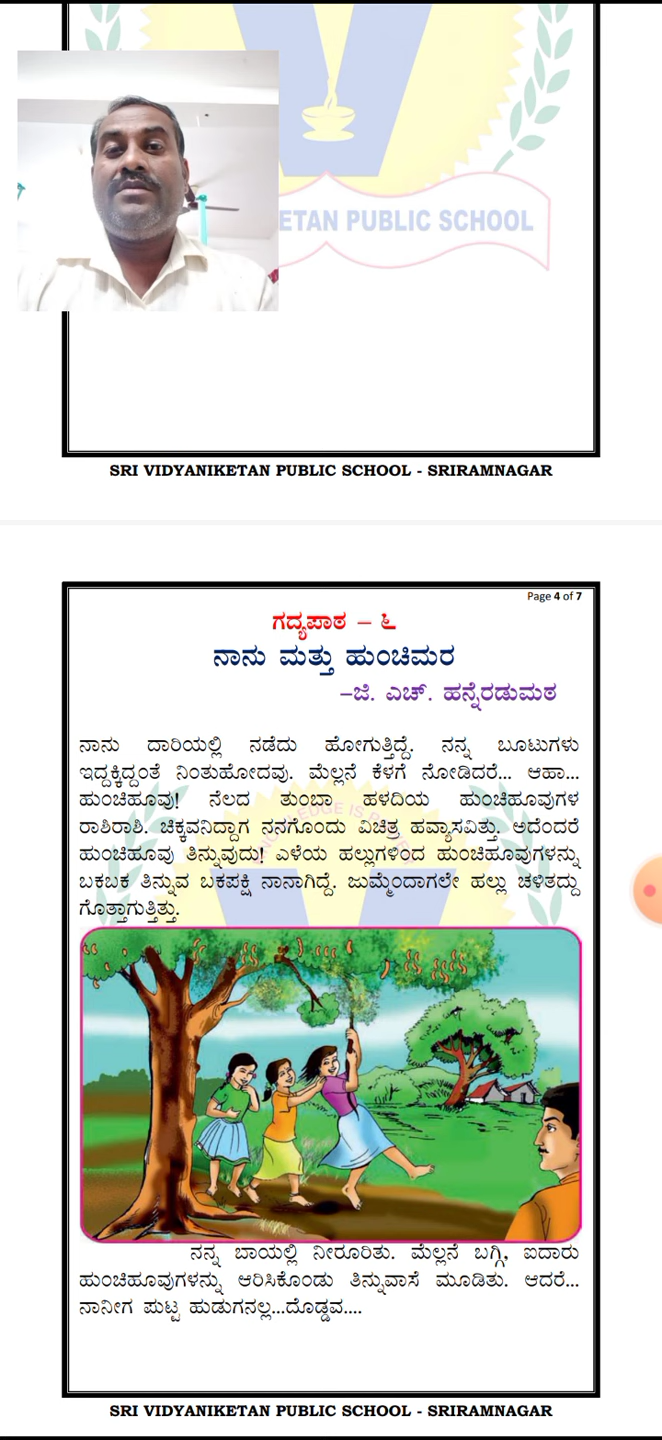 ETAN PUBLIC SCHOOL
SRI VIDYANIKETAN PUBLIC SCHOOL - SRIRAMNAGAR
Page 4 of 7
ಗದ್ಯಪಾಠ – ೬
ನಾನು ಮತ್ತು ಹುಂಚಿಮರ
–ಜಿ. ಎಚ್. ಹನ್ನೆರಡುಮಠ
ನಾನು ದಾರಿಯಲ್ಲಿ ನಡೆದು ಹೋಗುತ್ತಿದ್ದೆ. ನನ್ನ ಬೂಟುಗಳು
ಇದ್ದಕ್ಕಿದ್ದಂತೆ ನಿಂತುಹೋದವು. ಮೆಲ್ಲನೆ ಕೆಳಗೆ ನೋಡಿದರೆ... ಆಹಾ...
ಹುಂಚಿಹೂವು! ನೆಲದ ತುಂಬಾ ಹಳದಿಯ ಹುಂಚಿಹೂವುಗಳ
ರಾಶಿರಾಶಿ. ಚಿಕ್ಕವನಿದ್ದಾಗ ನನಗೊಂದು ವಿಚಿತ್ರ ಹವ್ಯಾಸವಿತ್ತು. ಅದೆಂದರೆ
ಹುಂಚಿಹೂವು ತಿನ್ನುವುದು! ಎಳೆಯ ಹಲ್ಲುಗಳಿಂದ ಹುಂಚಿಹೂವುಗಳನ್ನು
ಬಕಬಕ ತಿನ್ನುವ ಬಕಪಕ್ಷಿ ನಾನಾಗಿದ್ದೆ. ಜುಮ್ಮೆಂದಾಗಲೇ ಹಲ್ಲು ಚಳಿತದ್ದು
ಗೊತ್ತಾಗುತ್ತಿತ್ತು.
ನನ್ನ ಬಾಯಲ್ಲಿ ನೀರೂರಿತು. ಮೆಲ್ಲನೆ ಬಗ್ಗಿ, ಐದಾರು
ಹುಂಚಿಹೂವುಗಳನ್ನು ಆರಿಸಿಕೊಂಡು ತಿನ್ನುವಾಸೆ ಮೂಡಿತು. ಆದರೆ...
ನಾನೀಗ ಪುಟ್ಟ ಹುಡುಗನಲ್ಲ...ದೊಡ್ಡವ....
SRI VIDYANIKETAN PUBLIC SCHOOL - SRIRAMNAGAR